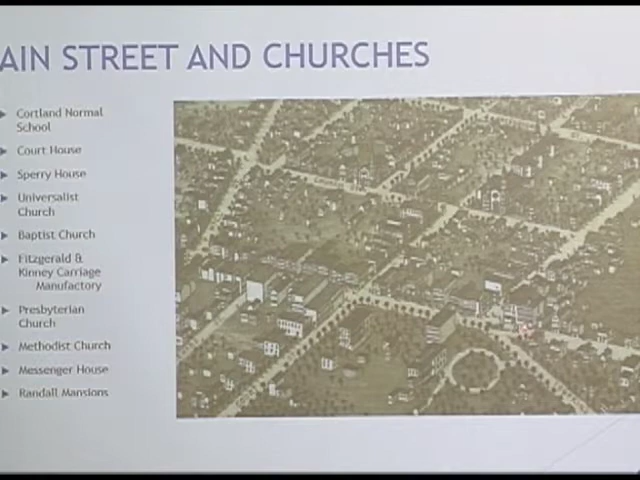 AIN STREET AND CHURCHES
Cortland Normal
School
Court House
Sperry House
Universalist
Church
Baptist Church
Fitzgerald &
Kinney Carriage
Manufactory
Presbyterian
Church
Methodist Church
Messenger House
Randall Mansions